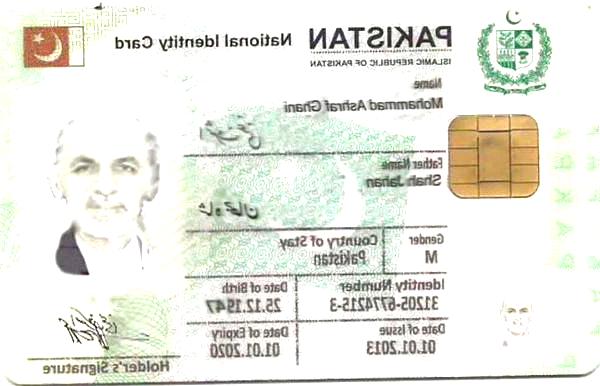 PAKISTAN National Identity Card
ISLAMIC REPUBLIC OF PAKISTAN
Name
Mohammad Ashraf Ghani
Father Name
Shah Jahan
شاہ جہان
Gender Country of Stay
M Pakistan
Identity Number Date of Birth
31205-6774215-3 25.12.1947
Date of Issue Date of Expiry
01.01.2013 01.01.2020
Holder's Signature